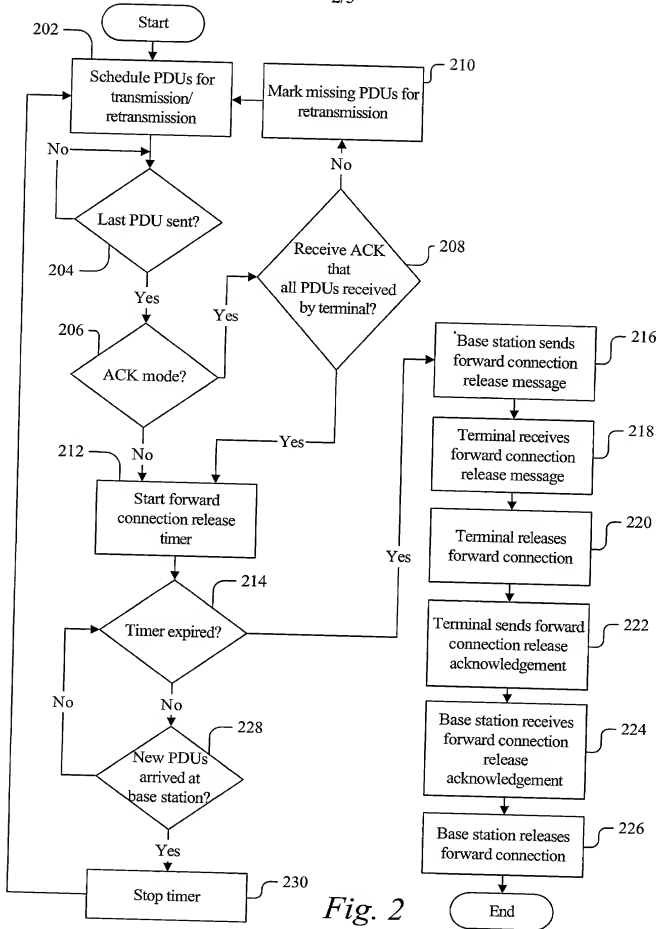 2/5
Start
202
Schedule PDUs for
transmission/
retransmission
210
Mark missing PDUs for
retransmission
No
No
Last PDU sent?
204
208
Receive ACK
that
all PDUs received
by terminal?
Yes
Yes
206
ACK mode?
216
Base station sends
forward connection
release message
Yes
No
212
Start forward
connection release
timer
218
Terminal receives
forward connection
release message
220
Terminal releases
forward connection
Yes
214
Timer expired?
222
Terminal sends forward
connection release
acknowledgement
No
No
228
New PDUs
arrived at
base station?
224
Base station receives
forward connection
release
acknowledgement
226
Base station releases
forward connection
Yes
Stop timer
230
Fig. 2
End